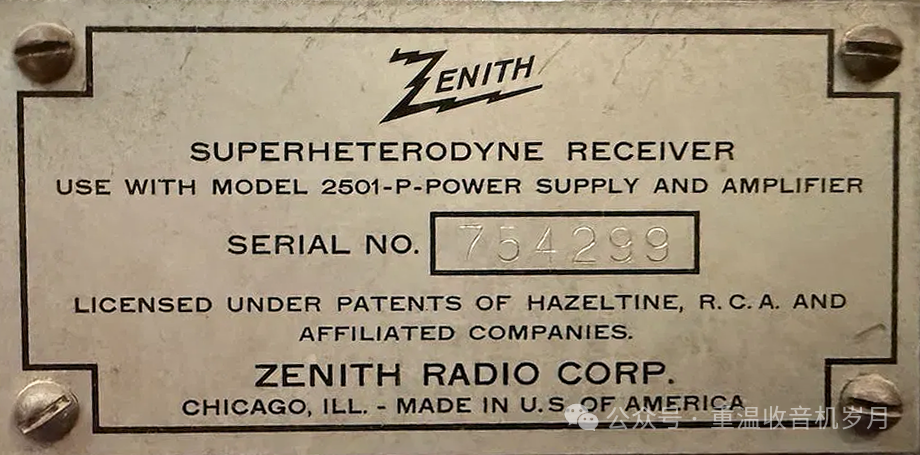 ZENITH
SUPERHETERODYNE RECEIVER
USE WITH MODEL 2501-P-POWER SUPPLY AND AMPLIFIER
SERIAL NO. 754299
LICENSED UNDER PATENTS OF HAZELTINE, R.C.A. AND
AFFILIATED COMPANIES.
ZENITH RADIO CORP.
CHICAGO, ILL. - MADE IN U.S. OF AMERICA
公众号 · 重温收音机岁月